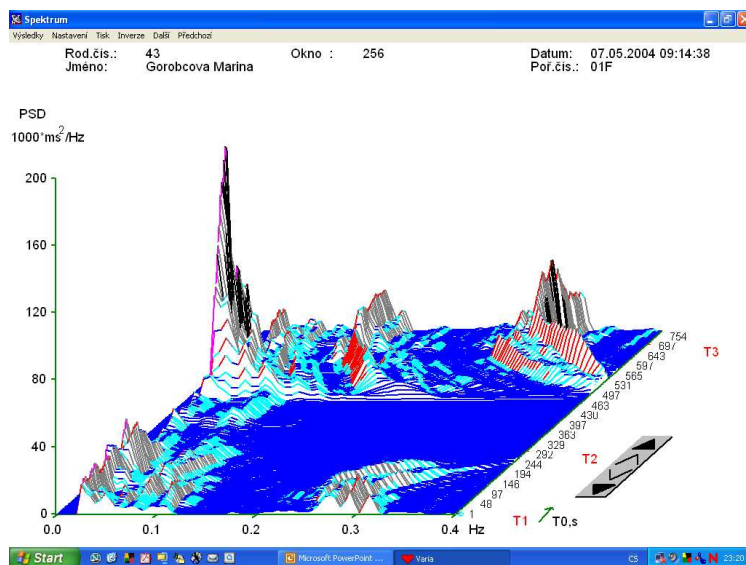 Spektrum
Výsledky Nastavení Tisk Inverze Další Předchozí
Rod.čís.: 43 Okno : 256 Datum: 07.05.2004 09:14:38
Jméno: Gorobcova Marina Poř.čís.: 01F
PSD
1000*ms²/Hz
200
160
120
80
40
0
0.0 0.1 0.2 0.3 0.4 Hz
754
697
643
597
565
531
497
463
430
397
363
329
292
244
194
146
97
48
1
T3
T2
T1 T0,s
Start Microsoft PowerPoint ... Varia CS 23:20